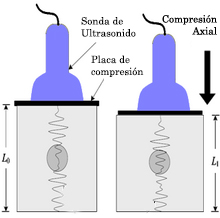 Sonda de
Ultrasonido
Placa de
compresión
Compresión
Axial
L₀
L₁